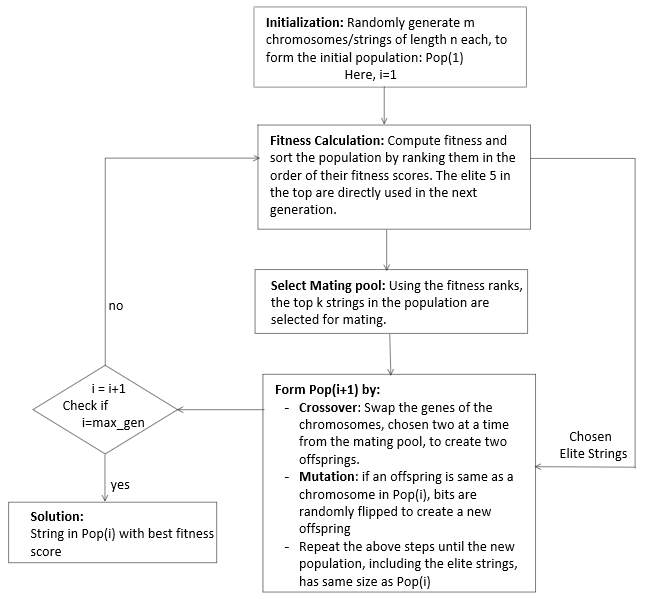 Initialization: Randomly generate m
chromosomes/strings of length n each, to
form the initial population: Pop(1)
Here, i=1
Fitness Calculation: Compute fitness and
sort the population by ranking them in the
order of their fitness scores. The elite 5 in
the top are directly used in the next
generation.
Select Mating pool: Using the fitness ranks,
the top k strings in the population are
selected for mating.
no
i = i+1
Check if
i=max_gen
yes
Form Pop(i+1) by:
- Crossover: Swap the genes of the
chromosomes, chosen two at a time
from the mating pool, to create two
offsprings.
- Mutation: if an offspring is same as a
chromosome in Pop(i), bits are
randomly flipped to create a new
offspring
- Repeat the above steps until the new
population, including the elite strings,
has same size as Pop(i)
Chosen
Elite Strings
Solution:
String in Pop(i) with best fitness
score